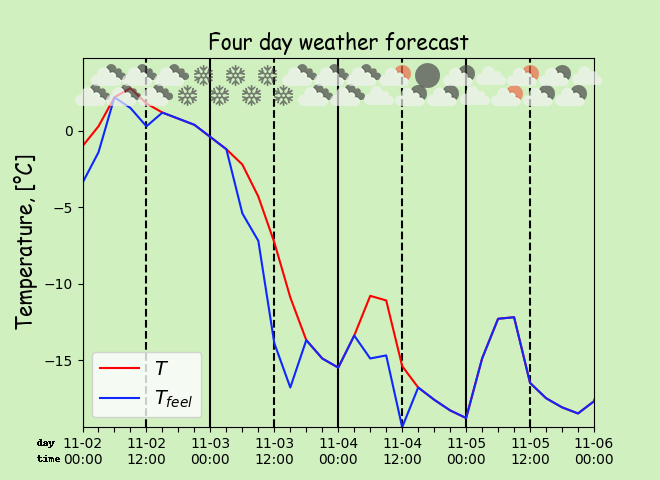 Four day weather forecast
Temperature, [°C]
0
−5
−10
−15
T
T_feel
day 11-02 11-02 11-03 11-03 11-04 11-04 11-05 11-05 11-06
time 00:00 12:00 00:00 12:00 00:00 12:00 00:00 12:00 00:00